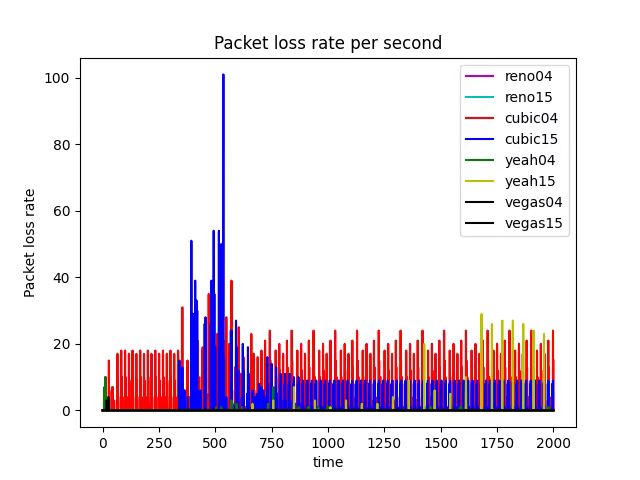 Packet loss rate per second
reno04
reno15
cubic04
cubic15
yeah04
yeah15
vegas04
vegas15
Packet loss rate
100
80
60
40
20
0
0
250
500
750
1000
1250
1500
1750
2000
time